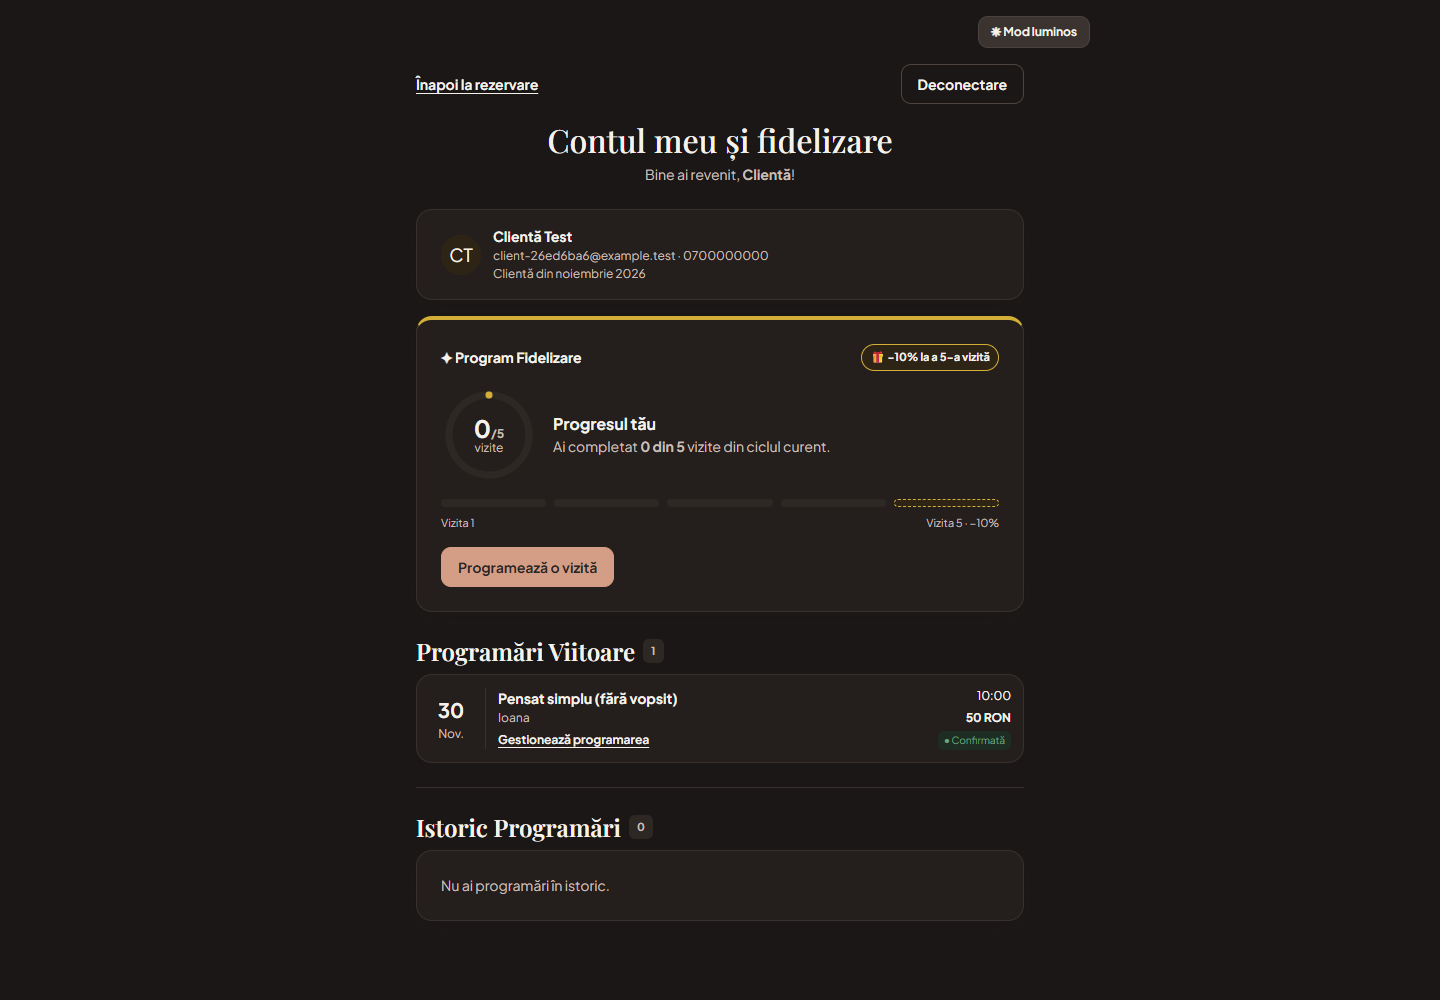 ❋ Mod luminos
Înapoi la rezervare
Deconectare
Contul meu și fidelizare
Bine ai revenit, Clientă!
CT
Clientă Test
client-26ed6ba6@example.test · 0700000000
Clientă din noiembrie 2026
✦ Program Fidelizare
🎁 −10% la a 5-a vizită
0/5
vizite
Progresul tău
Ai completat 0 din 5 vizite din ciclul curent.
Vizita 1
Vizita 5 · −10%
Programează o vizită
Programări Viitoare 1
30
Nov.
Pensat simplu (fără vopsit)
Ioana
Gestionează programarea
10:00
50 RON
● Confirmată
Istoric Programări 0
Nu ai programări în istoric.